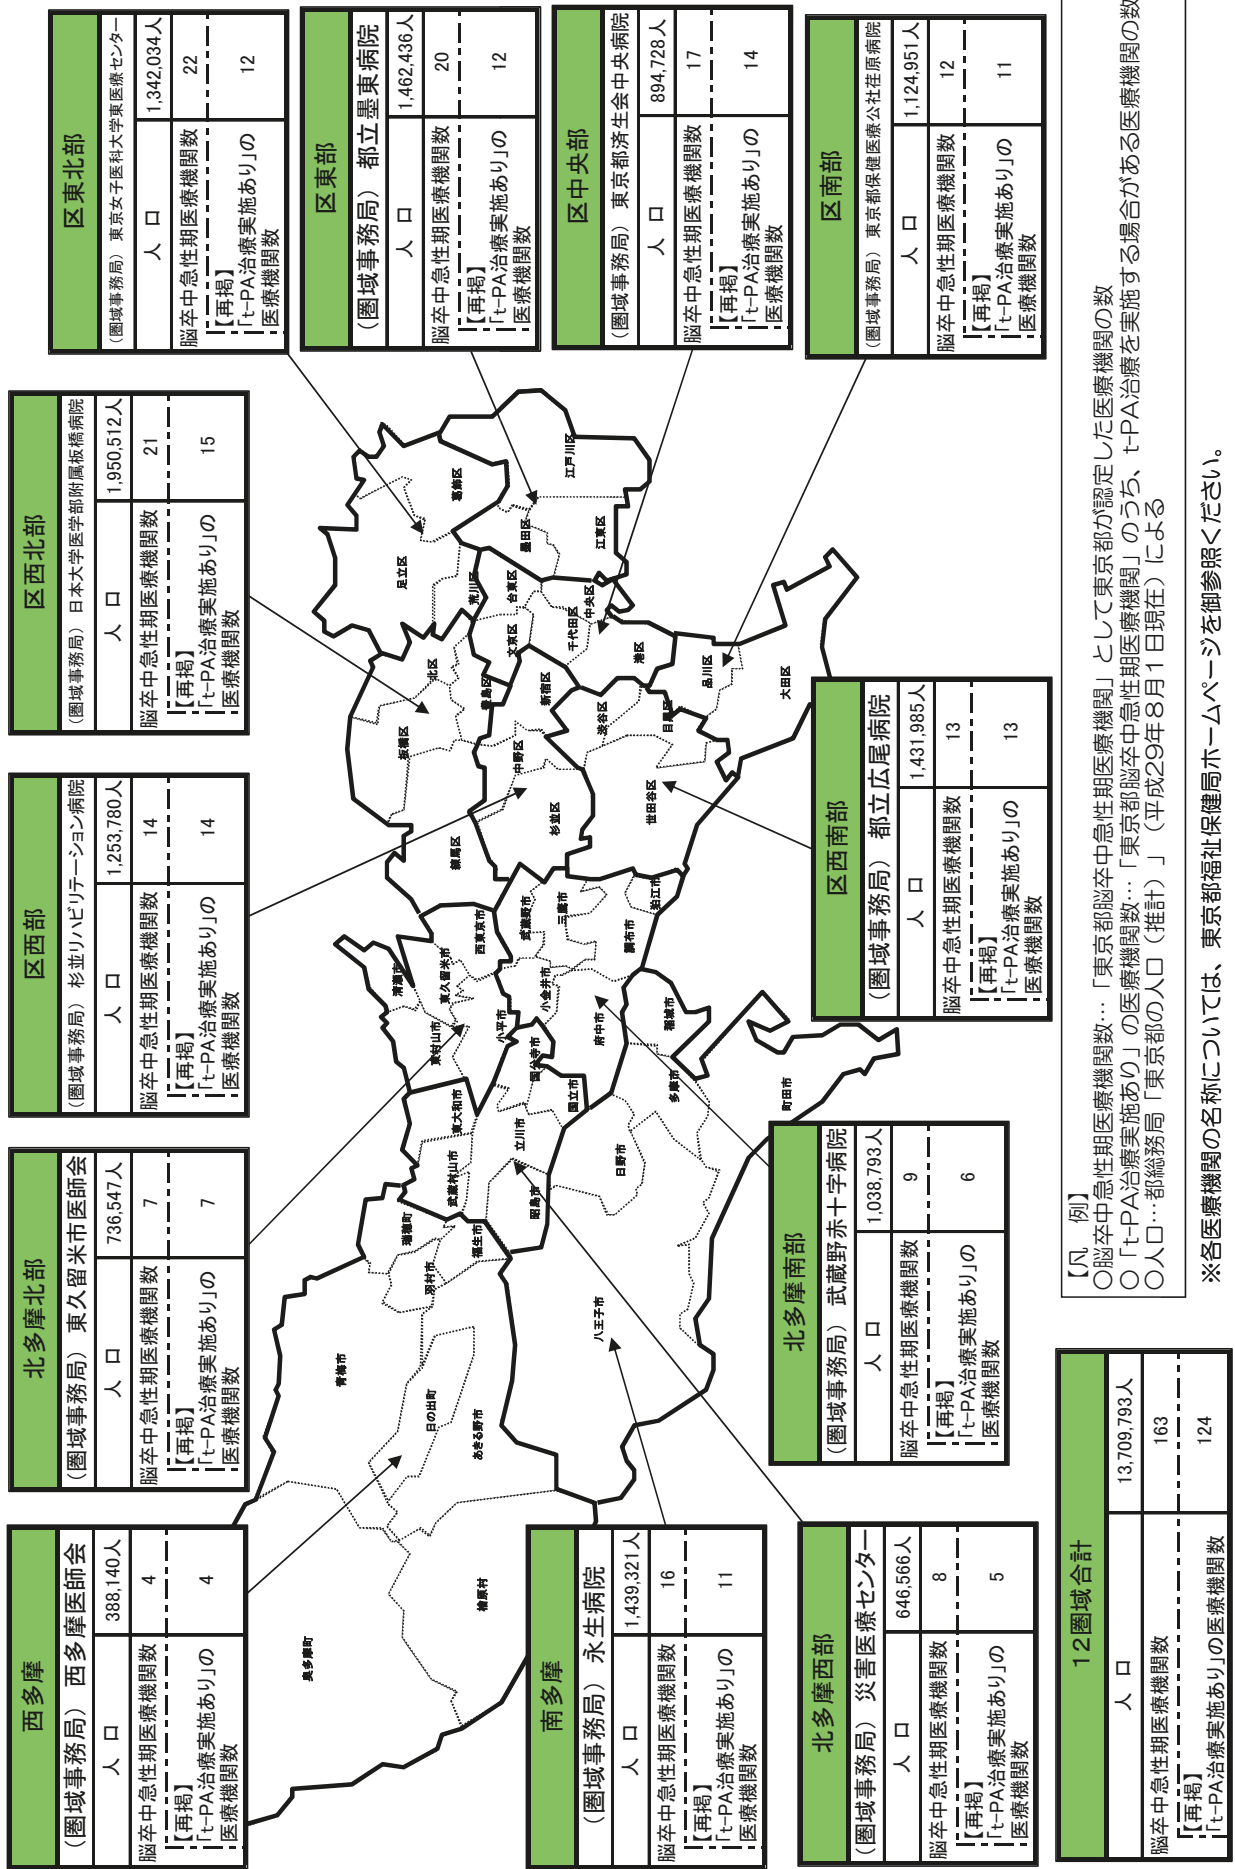 西多摩
（圏域事務局） 西多摩医師会
人 口 388,140人
脳卒中急性期医療機関数 4
【再掲】
「t-PA治療実施あり」の
医療機関数 4
北多摩北部
（圏域事務局） 東久留米市医師会
人 口 736,547人
脳卒中急性期医療機関数 7
【再掲】
「t-PA治療実施あり」の
医療機関数 7
区西部
（圏域事務局） 杉並リハビリテーション病院
人 口 1,253,780人
脳卒中急性期医療機関数 14
【再掲】
「t-PA治療実施あり」の
医療機関数 14
区西北部
（圏域事務局） 日本大学医学部附属板橋病院
人 口 1,950,512人
脳卒中急性期医療機関数 21
【再掲】
「t-PA治療実施あり」の
医療機関数 15
区東北部
（圏域事務局） 東京女子医科大学東医療センター
人 口 1,342,034人
脳卒中急性期医療機関数 22
【再掲】
「t-PA治療実施あり」の
医療機関数 12
区東部
（圏域事務局） 都立墨東病院
人 口 1,462,436人
脳卒中急性期医療機関数 20
【再掲】
「t-PA治療実施あり」の
医療機関数 12
区中央部
（圏域事務局） 東京都済生会中央病院
人 口 894,728人
脳卒中急性期医療機関数 17
【再掲】
「t-PA治療実施あり」の
医療機関数 14
区南部
（圏域事務局） 東京都保健医療公社荏原病院
人 口 1,124,951人
脳卒中急性期医療機関数 12
【再掲】
「t-PA治療実施あり」の
医療機関数 11
奥多摩町
檜原村
青梅市
日の出町
あきる野市
瑞穂町
羽村市
福生市
武蔵村山市
東大和市
昭島市
立川市
国立市
国分寺市
八王子市
日野市
多摩市
稲城市
町田市
清瀬市
東村山市
東久留米市
小平市
西東京市
小金井市
武蔵野市
三鷹市
府中市
調布市
狛江市
練馬区
板橋区
北区
豊島区
中野区
杉並区
新宿区
足立区
荒川区
葛飾区
文京区
台東区
墨田区
江戸川区
江東区
千代田区
中央区
港区
渋谷区
目黒区
世田谷区
品川区
大田区
南多摩
（圏域事務局） 永生病院
人 口 1,439,321人
脳卒中急性期医療機関数 16
【再掲】
「t-PA治療実施あり」の
医療機関数 11
北多摩西部
（圏域事務局） 災害医療センター
人 口 646,566人
脳卒中急性期医療機関数 8
【再掲】
「t-PA治療実施あり」の
医療機関数 5
北多摩南部
（圏域事務局） 武蔵野赤十字病院
人 口 1,038,793人
脳卒中急性期医療機関数 9
【再掲】
「t-PA治療実施あり」の
医療機関数 6
区西南部
（圏域事務局） 都立広尾病院
人 口 1,431,985人
脳卒中急性期医療機関数 13
【再掲】
「t-PA治療実施あり」の
医療機関数 13
12圏域合計
人 口 13,709,793人
脳卒中急性期医療機関数 163
【再掲】
「t-PA治療実施あり」の医療機関数 124
【凡 例】
○脳卒中急性期医療機関数…「東京都脳卒中急性期医療機関」として東京都が認定した医療機関の数
○「t-PA治療実施あり」の医療機関数…「東京都脳卒中急性期医療機関」のうち、t-PA治療を実施する場合がある医療機関の数
○人口…都総務局「東京都の人口（推計）」（平成29年8月1日現在）による
※各医療機関の名称については、東京都福祉保健局ホームページを御参照ください。